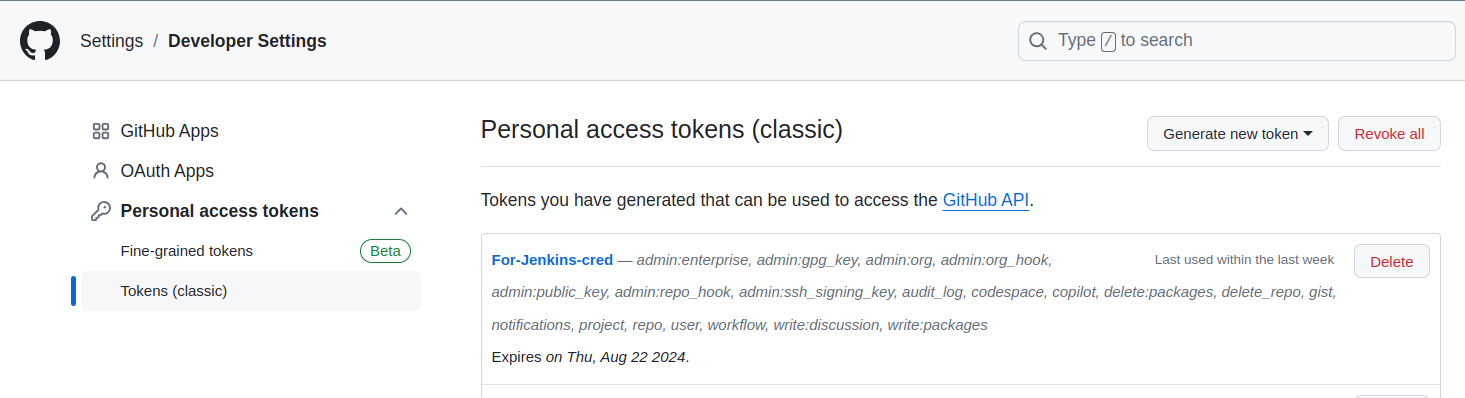 Settings / Developer Settings
Type / to search
GitHub Apps
OAuth Apps
Personal access tokens
Fine-grained tokens Beta
Tokens (classic)
Personal access tokens (classic)
Generate new token
Revoke all
Tokens you have generated that can be used to access the GitHub API.
For-Jenkins-cred — admin:enterprise, admin:gpg_key, admin:org, admin:org_hook,
Last used within the last week
Delete
admin:public_key, admin:repo_hook, admin:ssh_signing_key, audit_log, codespace, copilot, delete:packages, delete_repo, gist,
notifications, project, repo, user, workflow, write:discussion, write:packages
Expires on Thu, Aug 22 2024.